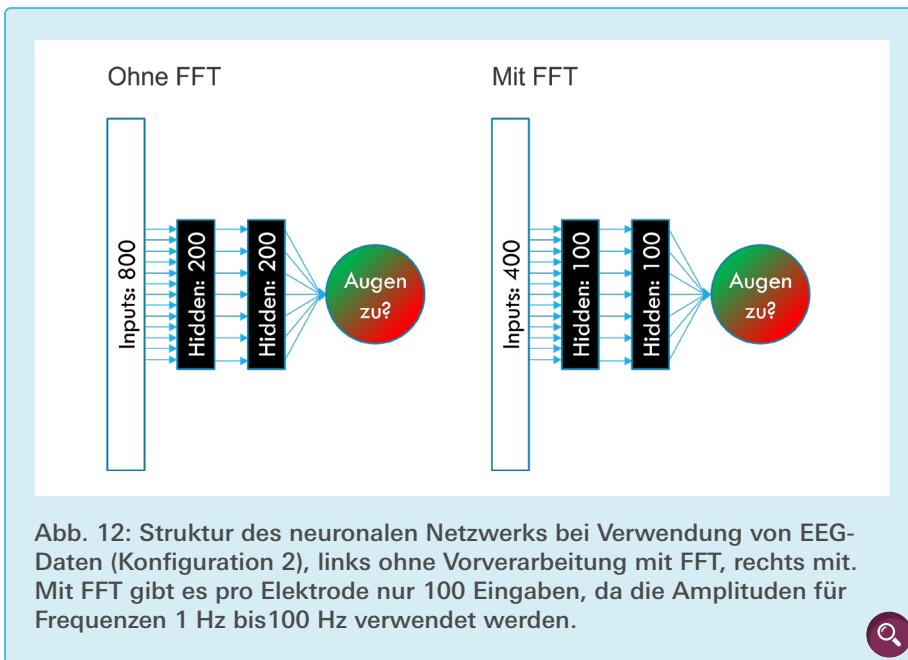 Ohne FFT
Mit FFT
Inputs: 800
Hidden: 200
Hidden: 200
Augen
zu?
Inputs: 400
Hidden: 100
Hidden: 100
Augen
zu?
Abb. 12: Struktur des neuronalen Netzwerks bei Verwendung von EEG-
Daten (Konfiguration 2), links ohne Vorverarbeitung mit FFT, rechts mit.
Mit FFT gibt es pro Elektrode nur 100 Eingaben, da die Amplituden für
Frequenzen 1 Hz bis100 Hz verwendet werden.